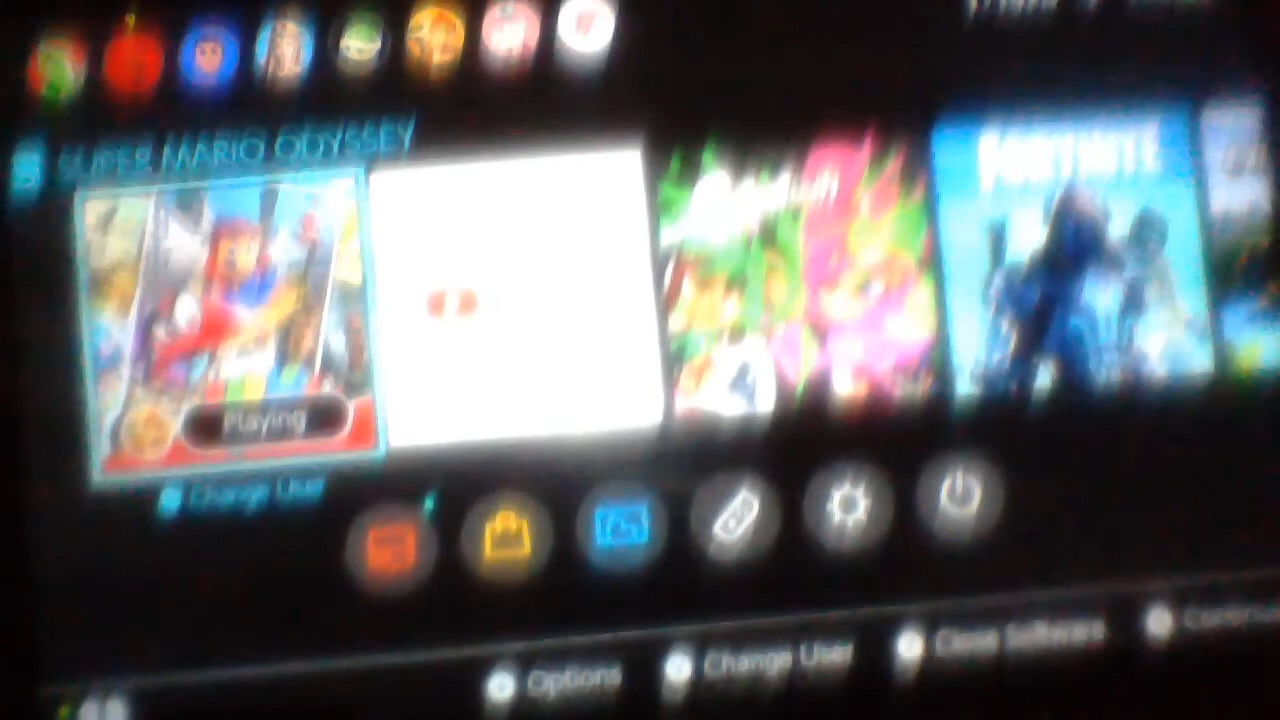 SUPER MARIO ODYSSEY
FORTNITE
Playing
Change User
Options
Change User
Close Software